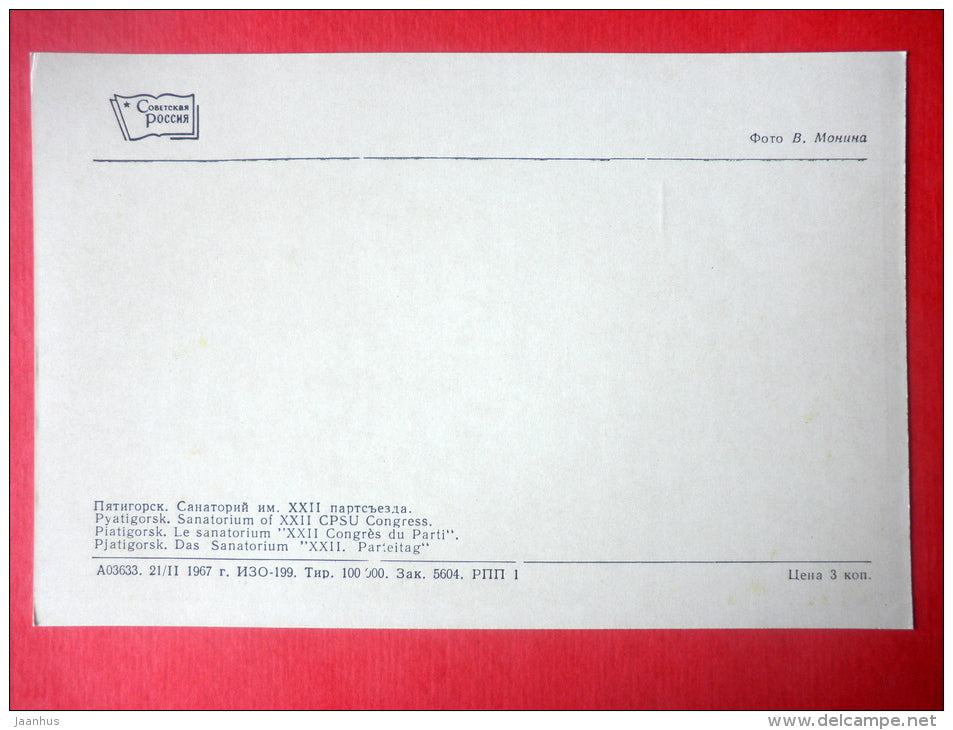 Советская
Россия
Фото В. Монина
Пятигорск. Санаторий им. XXII партсъезда.
Pyatigorsk. Sanatorium of XXII CPSU Congress.
Piatigorsk. Le sanatorium "XXII Congrès du Parti".
Pjatigorsk. Das Sanatorium "XXII. Parteitag"
А03633. 21/II 1967 г. ИЗО-199. Тир. 100 000. Зак. 5604. РПП 1
Цена 3 коп.
jaanhus
www.delcampe.net